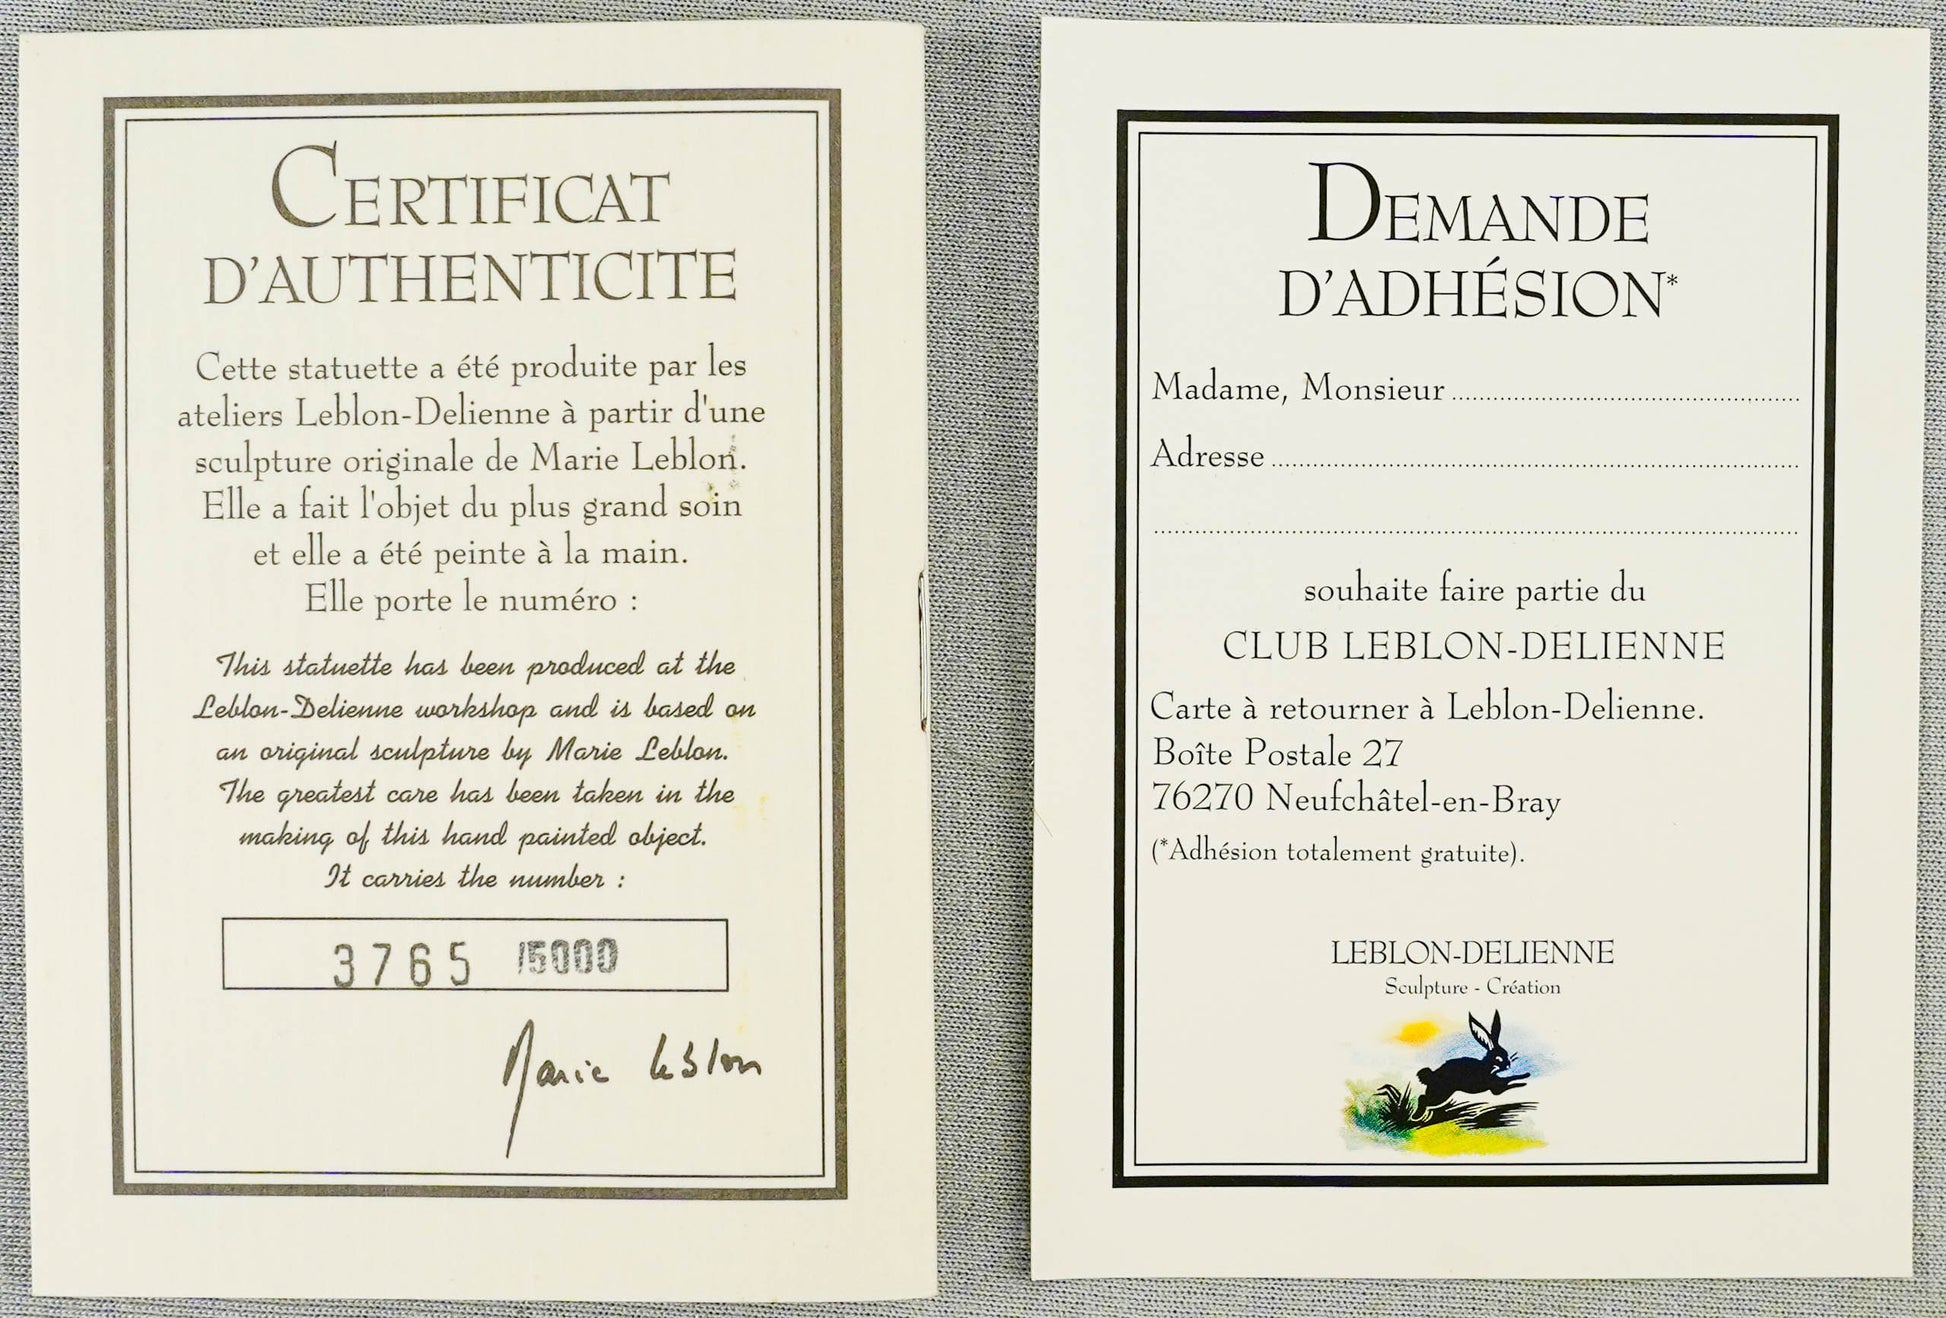 CERTIFICAT
D'AUTHENTICITE
Cette statuette a été produite par les
ateliers Leblon-Delienne à partir d'une
sculpture originale de Marie Leblon.
Elle a fait l'objet du plus grand soin
et elle a été peinte à la main.
Elle porte le numéro :
This statuette has been produced at the
Leblon-Delienne workshop and is based on
an original sculpture by Marie Leblon.
The greatest care has been taken in the
making of this hand painted object.
It carries the number :
3765 /5000
Marie Leblon
DEMANDE
D'ADHÉSION*
Madame, Monsieur
Adresse
souhaite faire partie du
CLUB LEBLON-DELIENNE
Carte à retourner à Leblon-Delienne.
Boîte Postale 27
76270 Neufchâtel-en-Bray
(*Adhésion totalement gratuite).
LEBLON-DELIENNE
Sculpture - Création